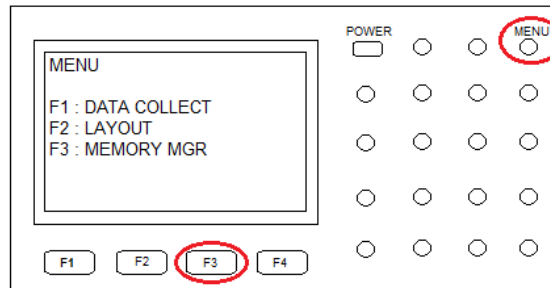 POWER
MENU
MENU
F1 : DATA COLLECT
F2 : LAYOUT
F3 : MEMORY MGR
F1
F2
F3
F4